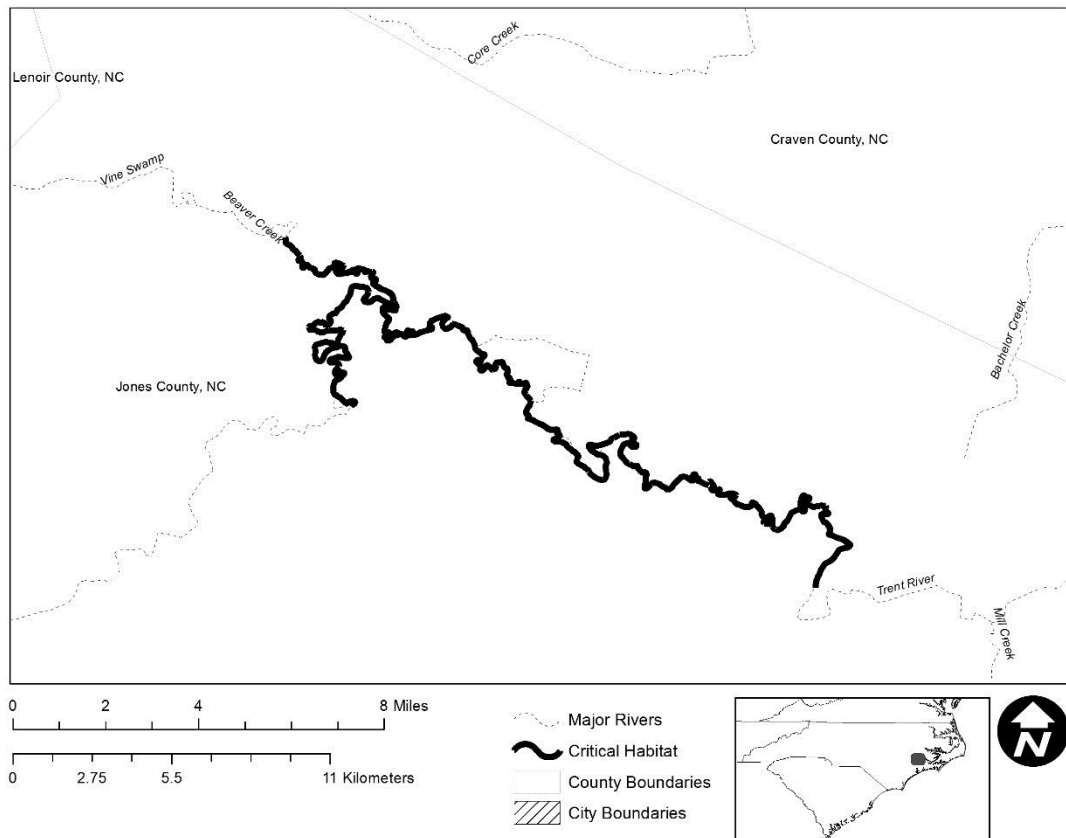 Core Creek
Lenoir County, NC
Craven County, NC
Vine Swamp
Beaver Creek
Bachelor Creek
Jones County, NC
Trent River
Mill Creek
0 2 4 8 Miles
0 2.75 5.5 11 Kilometers
Major Rivers
Critical Habitat
County Boundaries
City Boundaries
N